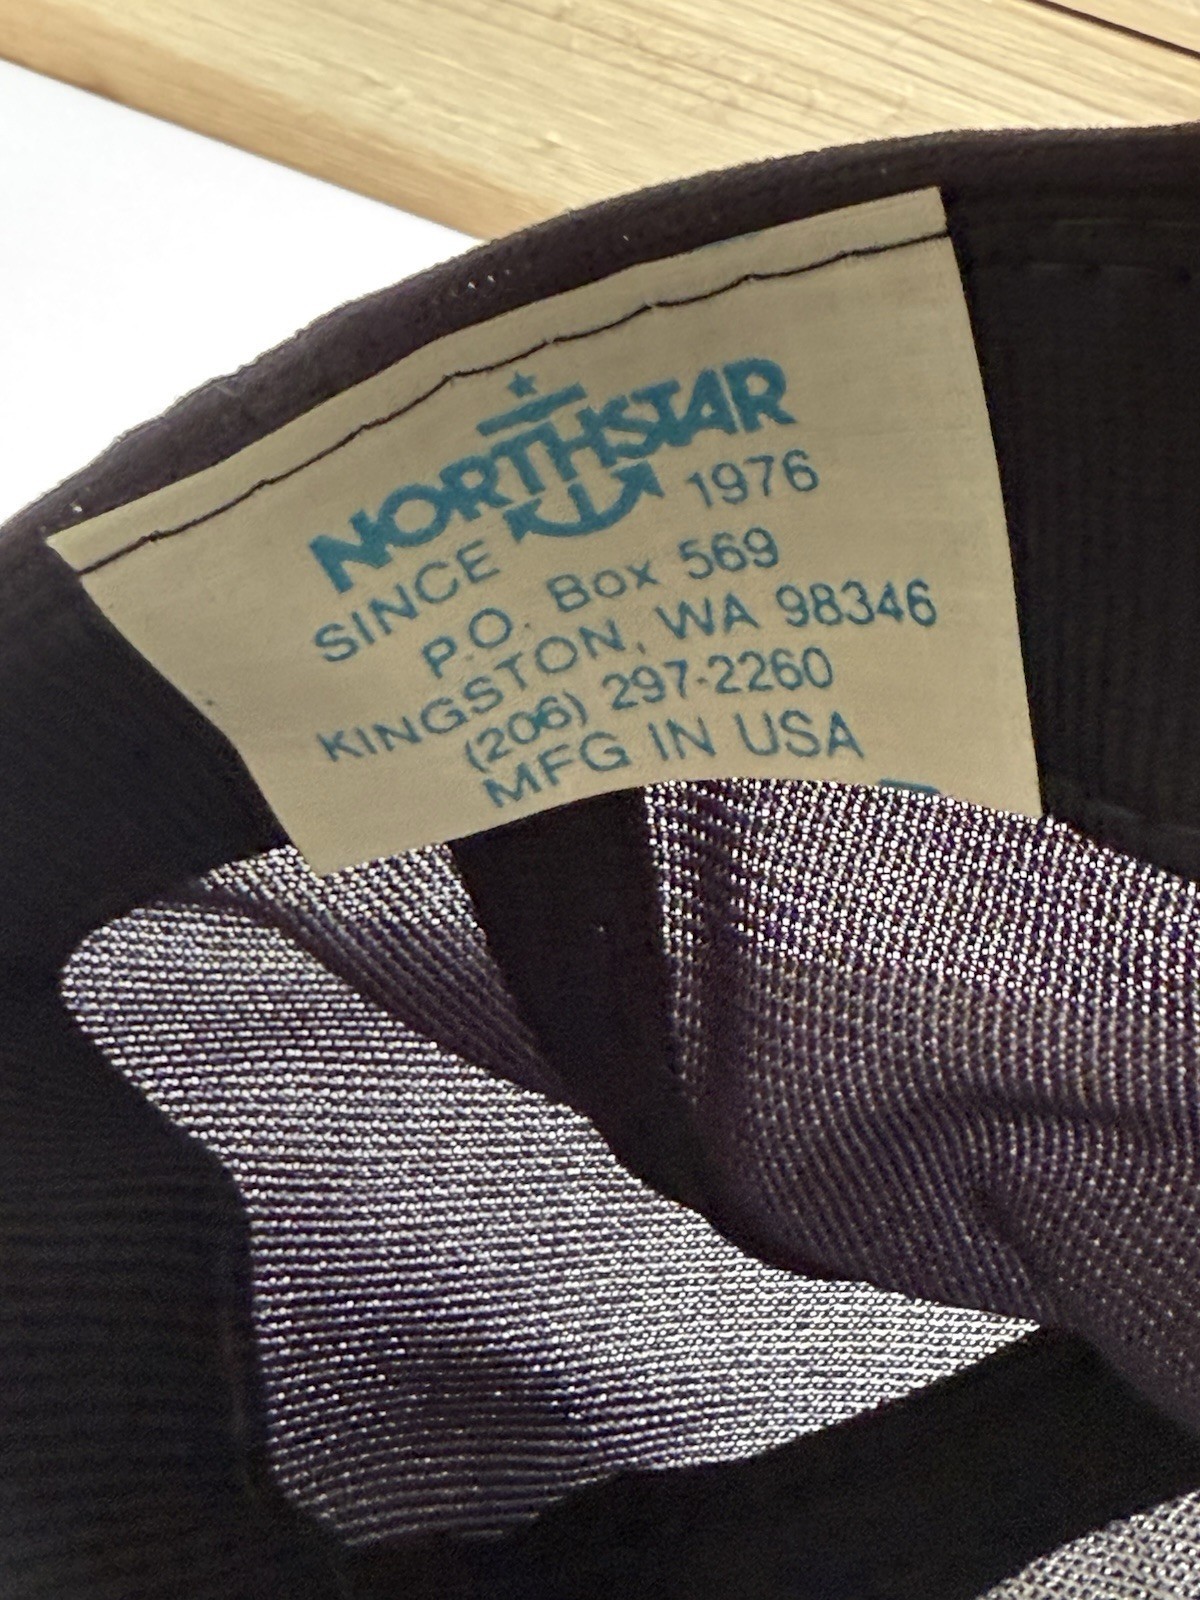 NORTHSTAR
SINCE 1976
P.O. Box 569
KINGSTON, WA 98346
(206) 297-2260
MFG IN USA